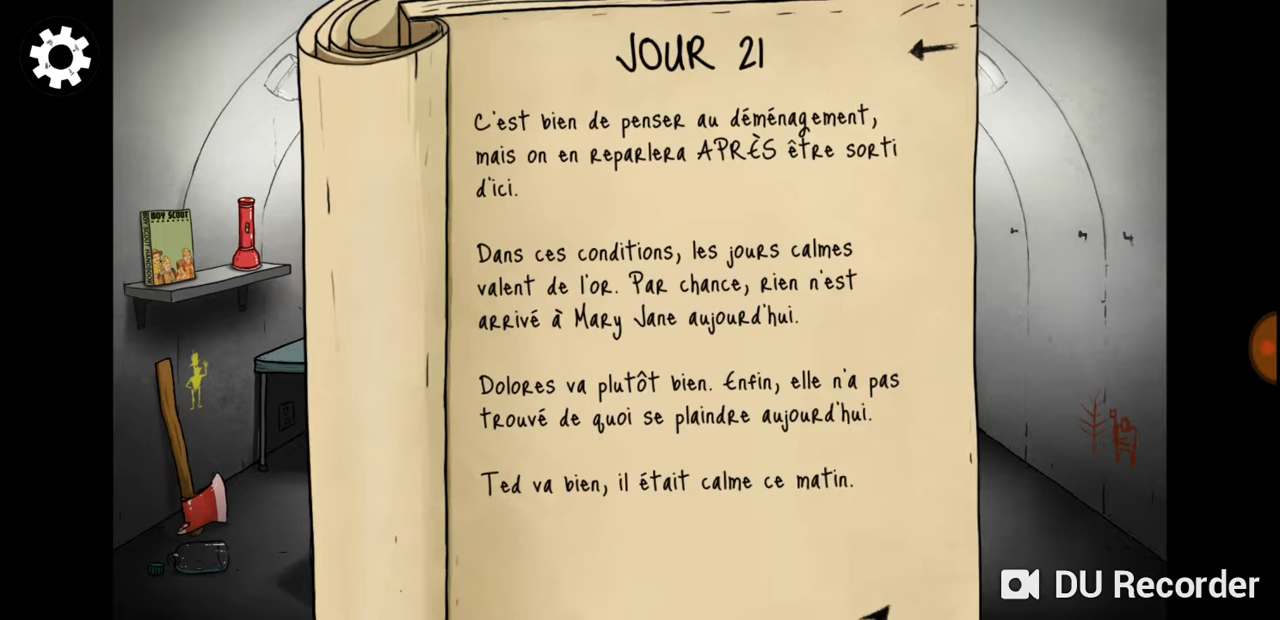 JOUR 21
C'est bien de penser au déménagement,
mais on en reparlera APRÈS être sorti
d'ici.
Dans ces conditions, les jours calmes
valent de l'or. Par chance, rien n'est
arrivé à Mary Jane aujourd'hui.
Dolores va plutôt bien. Enfin, elle n'a pas
trouvé de quoi se plaindre aujourd'hui.
Ted va bien, il était calme ce matin.
BOY SCOUT
DU Recorder